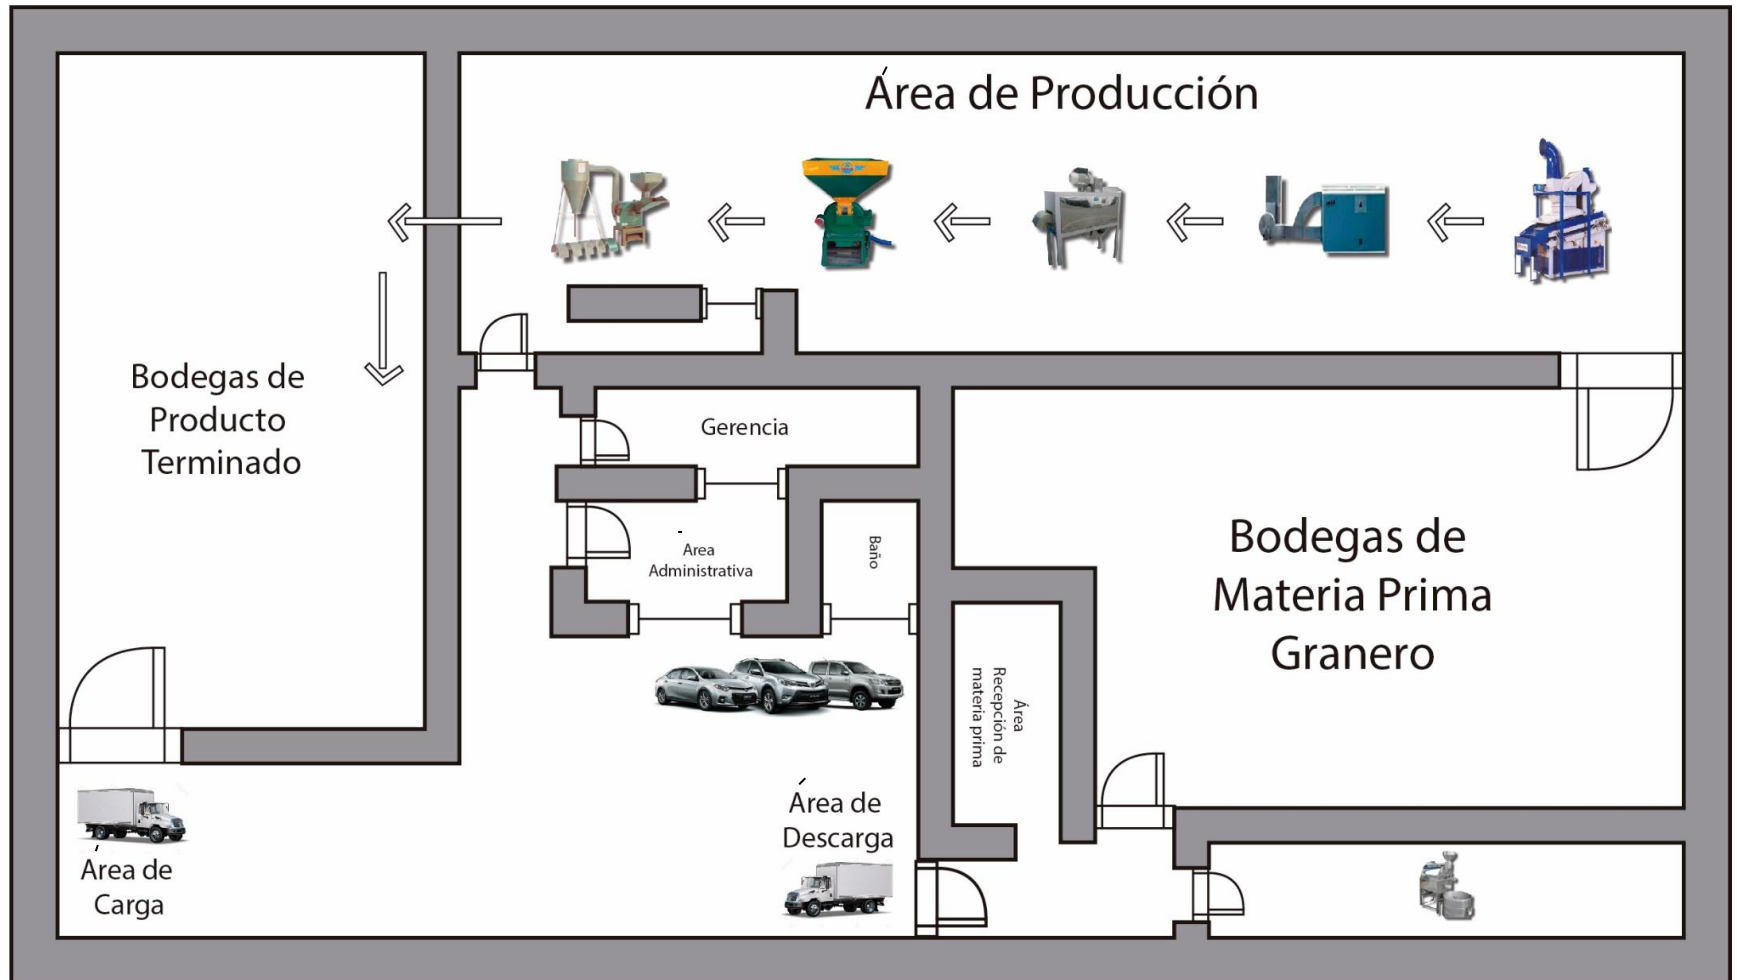 Área de Producción
Bodegas de
Producto
Terminado
Gerencia
Area
Administrativa
Baño
Bodegas de
Materia Prima
Granero
Área
Recepción de
materia prima
Área de
Descarga
Área de
Carga